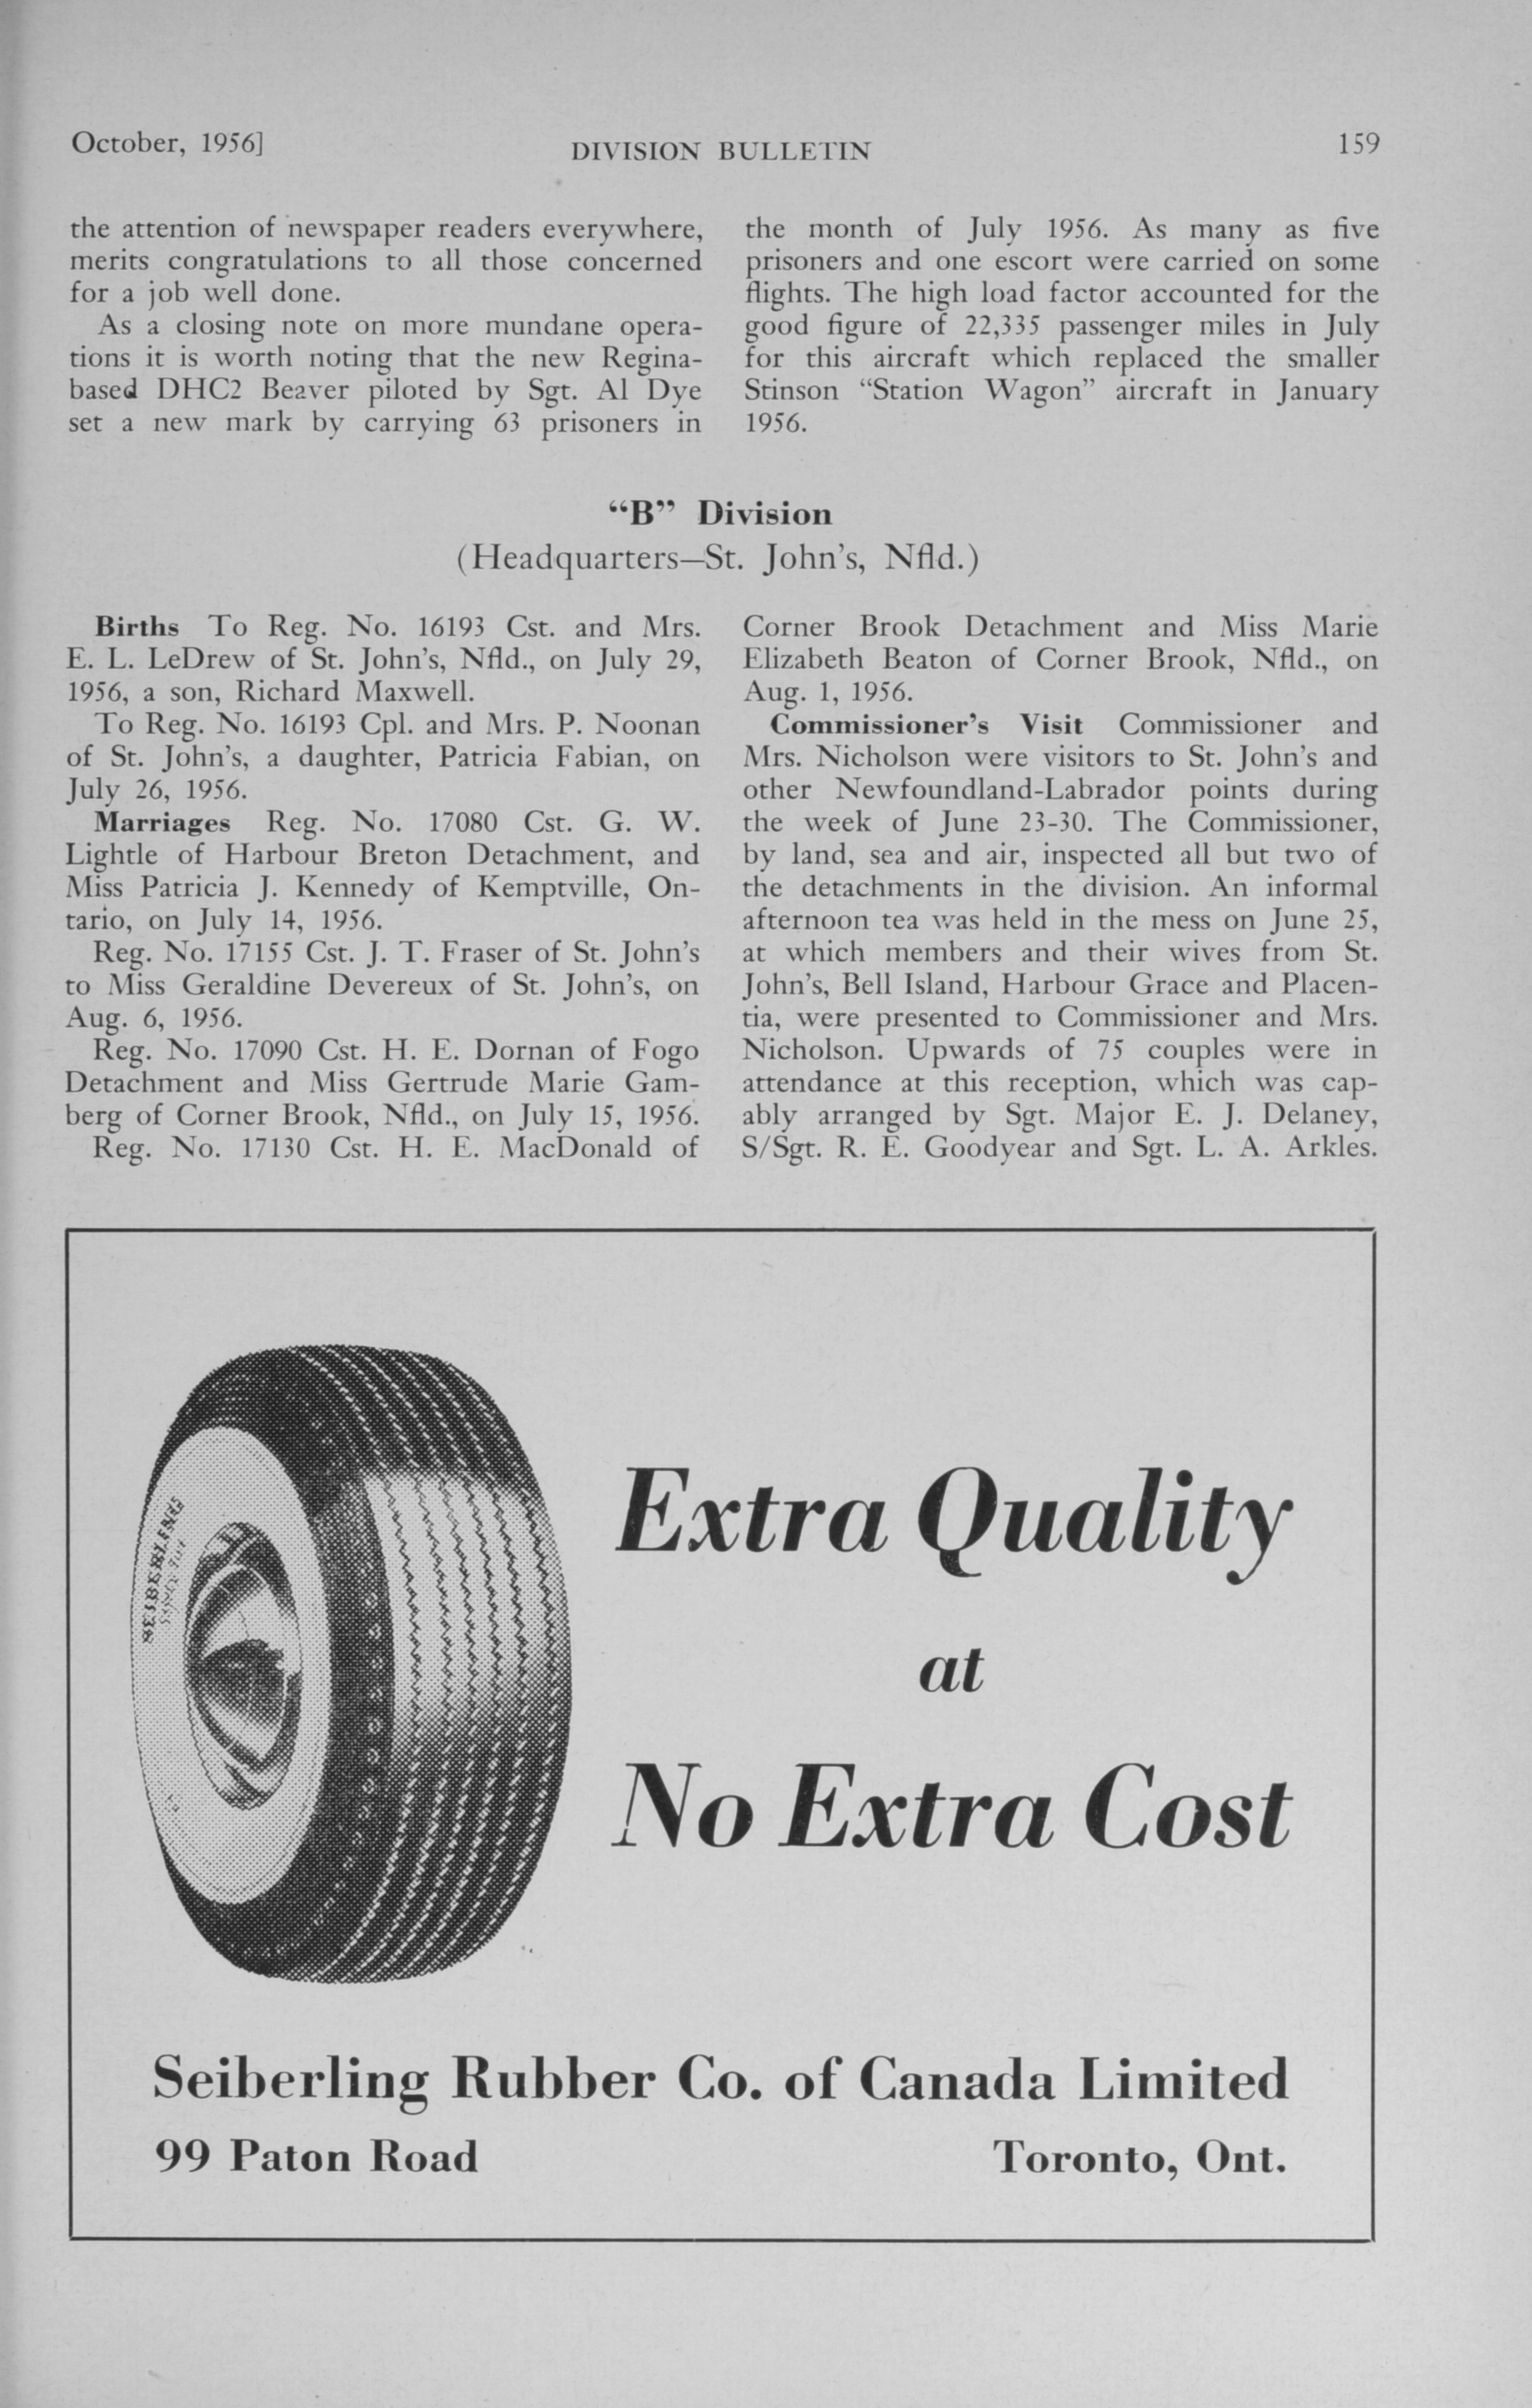 October, 1956]
DIVISION BULLETIN
159
the attention of newspaper readers everywhere,
merits congratulations to all those concerned
for a job well done.
As a closing note on more mundane opera-
tions it is worth noting that the new Regina-
based DHC2 Beaver piloted by Sgt. Al Dye
set a new mark by carrying 63 prisoners in
the month of July 1956. As many as five
prisoners and one escort were carried on some
flights. The high load factor accounted for the
good figure of 22,335 passenger miles in July
for this aircraft which replaced the smaller
Stinson “Station Wagon” aircraft in January
1956.
“B” Division
(Headquarters—St. John's, Nfld.)
Births To Reg. No. 16193 Cst. and Mrs.
E. L. LeDrew of St. John's, Nfld., on July 29,
1956, a son, Richard Maxwell.
To Reg. No. 16193 Cpl. and Mrs. P. Noonan
of St. John's, a daughter, Patricia Fabian, on
July 26, 1956.
Marriages Reg. No. 17080 Cst. G. W.
Lightle of Harbour Breton Detachment, and
Miss Patricia J. Kennedy of Kemptville, On-
tario, on July 14, 1956.
Reg. No. 17155 Cst. J. T. Fraser of St. John's
to Miss Geraldine Devereux of St. John's, on
Aug. 6, 1956.
Reg. No. 17090 Cst. H. E. Dornan of Fogo
Detachment and Miss Gertrude Marie Gam-
berg of Corner Brook, Nfld., on July 15, 1956.
Reg. No. 17130 Cst. H. E. MacDonald of
Corner Brook Detachment and Miss Marie
Elizabeth Beaton of Corner Brook, Nfld., on
Aug. 1, 1956.
Commissioner's Visit Commissioner and
Mrs. Nicholson were visitors to St. John's and
other Newfoundland-Labrador points during
the week of June 23-30. The Commissioner,
by land, sea and air, inspected all but two of
the detachments in the division. An informal
afternoon tea was held in the mess on June 25,
at which members and their wives from St.
John's, Bell Island, Harbour Grace and Placen-
tia, were presented to Commissioner and Mrs.
Nicholson. Upwards of 75 couples were in
attendance at this reception, which was cap-
ably arranged by Sgt. Major E. J. Delaney,
S/Sgt. R. E. Goodyear and Sgt. L. A. Arkles.
SEIBERLING
Extra Quality
at
No Extra Cost
Seiberling Rubber Co. of Canada Limited
99 Paton Road
Toronto, Ont.